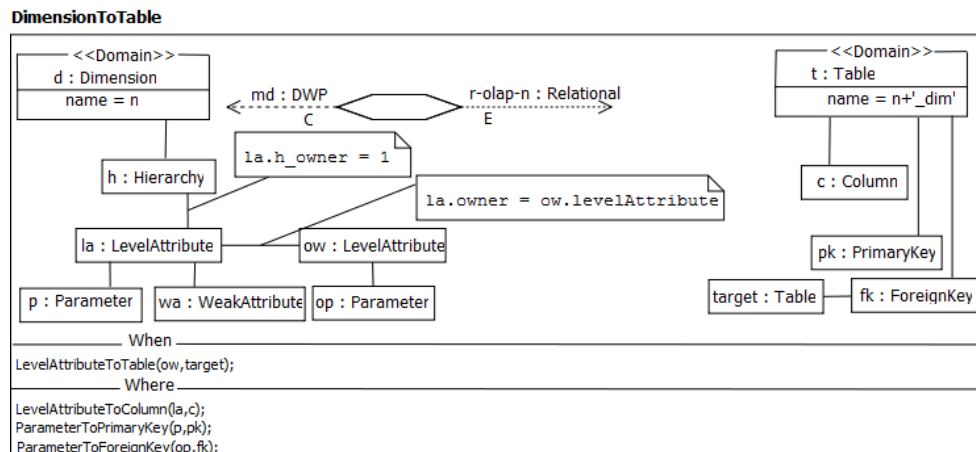 DimensionToTable
<<Domain>>
d : Dimension
name = n
md : DWP
C
r-olap-n : Relational
E
<<Domain>>
t : Table
name = n+'_dim'
la.h_owner = 1
h : Hierarchy
la.owner = ow.levelAttribute
c : Column
la : LevelAttribute
ow : LevelAttribute
pk : PrimaryKey
p : Parameter
wa : WeakAttribute
op : Parameter
target : Table
fk : ForeignKey
When
LevelAttributeToTable(ow,target);
Where
LevelAttributeToColumn(la,c);
ParameterToPrimaryKey(p,pk);
ParameterToForeignKey(op,fk);